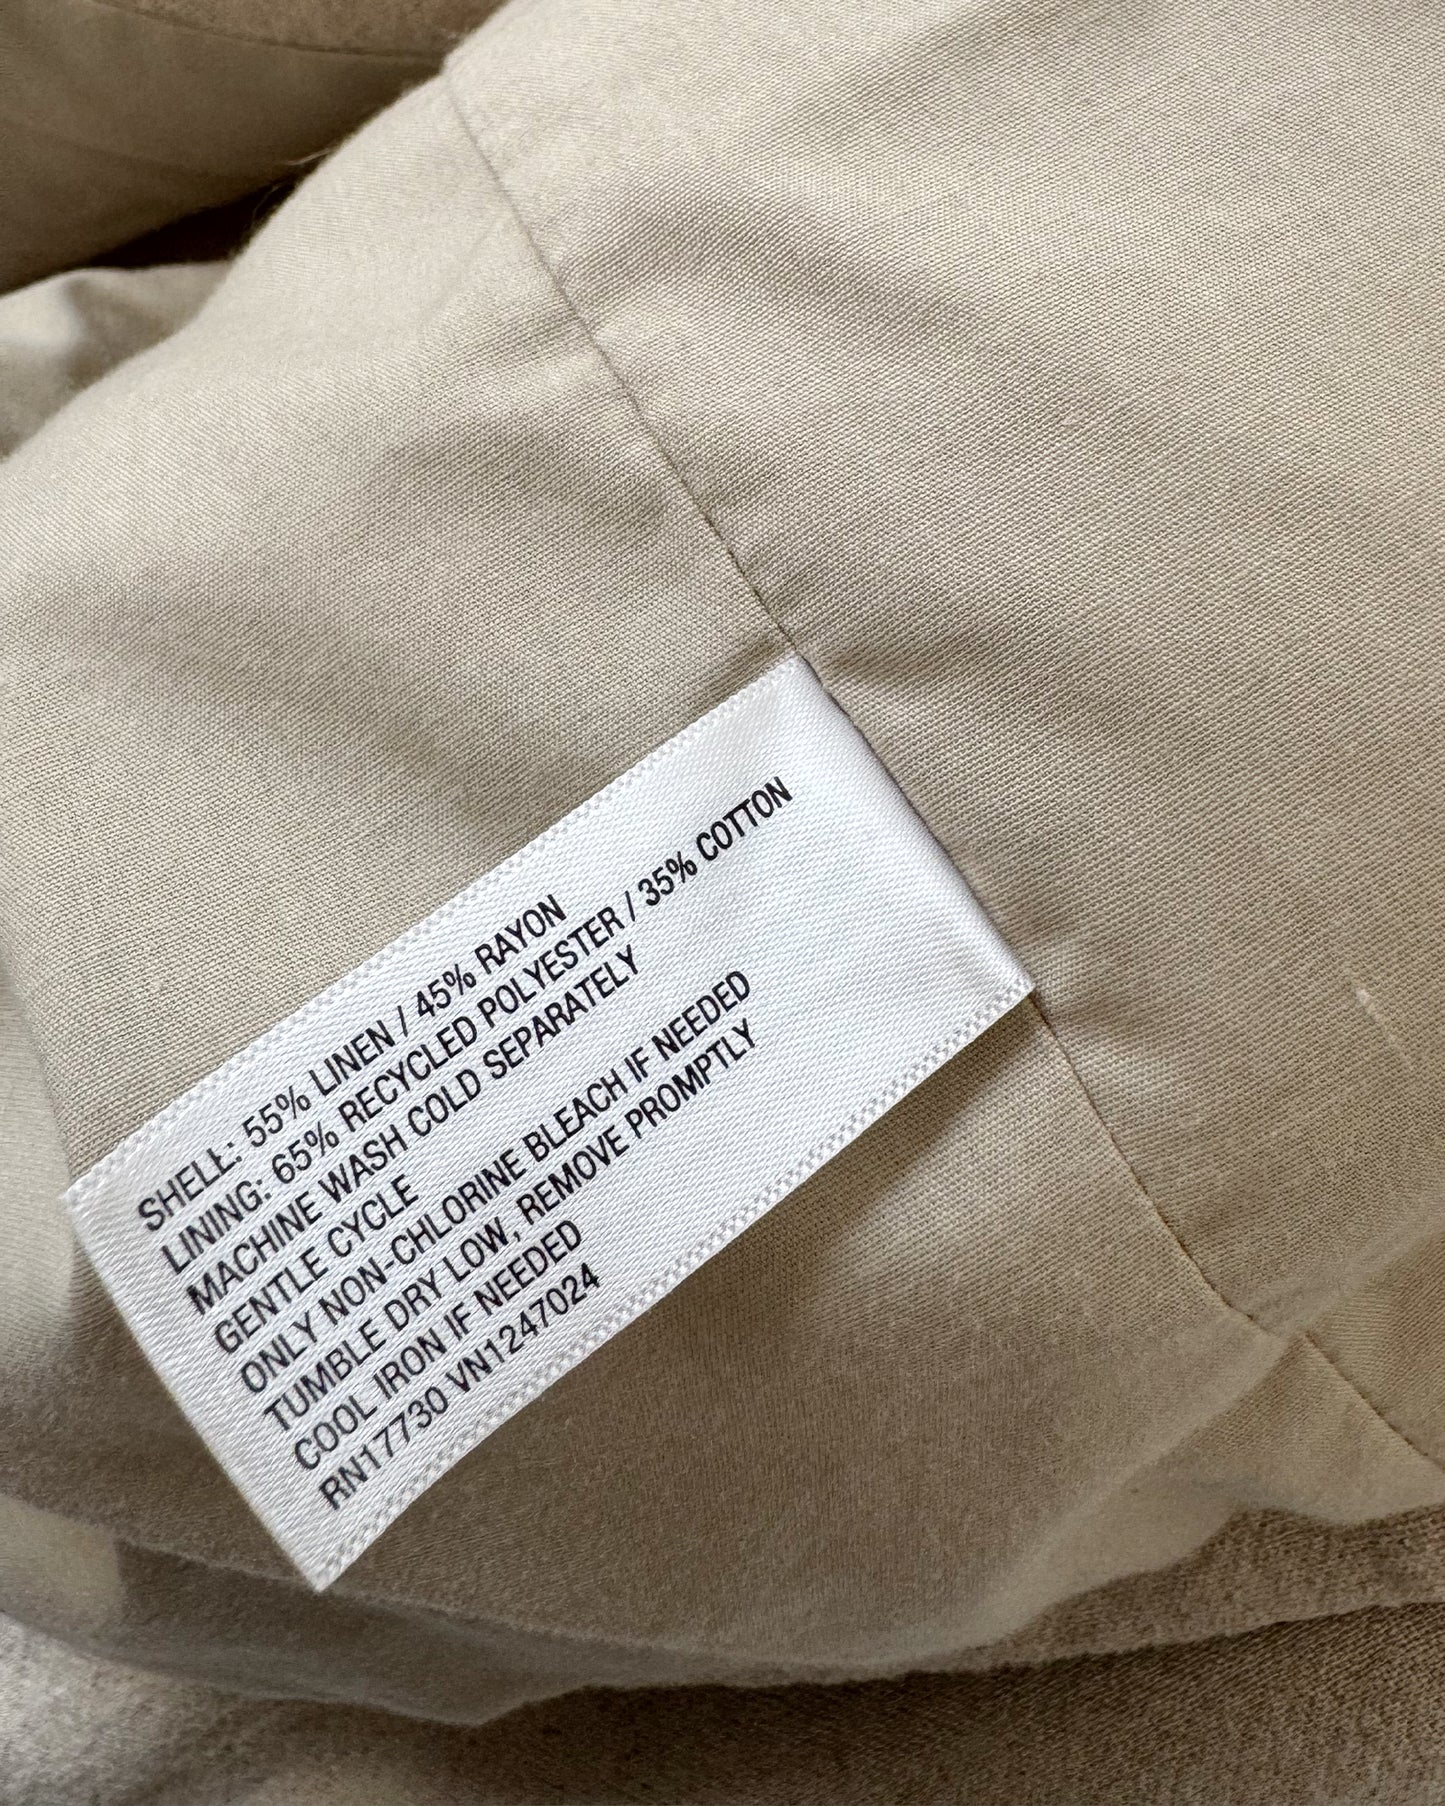 SHELL: 55% LINEN / 45% RAYON
LINING: 65% RECYCLED POLYESTER / 35% COTTON
MACHINE WASH COLD SEPARATELY
GENTLE CYCLE
ONLY NON-CHLORINE BLEACH IF NEEDED
TUMBLE DRY LOW, REMOVE PROMPTLY
COOL IRON IF NEEDED
RN17730 VN1247024